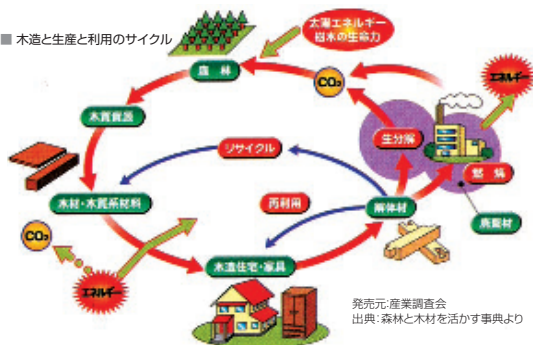 ■ 木造と生産と利用のサイクル
太陽エネルギー
樹木の生命力
CO₂
エネルギー
森林
木質資源
生分解
リサイクル
燃焼
木材・木質系材料
再利用
解体材
廃棄材
CO₂
木造住宅・家具
エネルギー
発売元:産業調査会
出典:森林と木材を活かす事典より